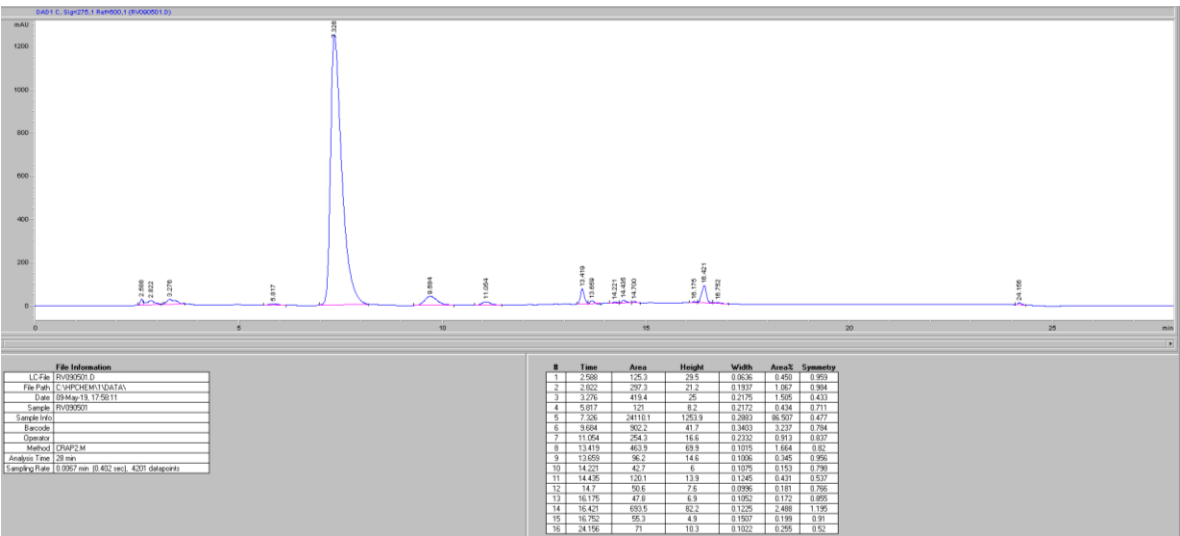 DAD1 C, Sig=275,1 Ref=600,1 (RV090501.D)
mAU
1200
1000
800
600
400
200
0
2.588
2.822
3.276
5.817
7.326
9.684
11.054
13.419
13.659
14.221
14.435
14.700
16.175
16.421
16.752
24.156
0 5 10 15 20 25 min
File Information
LC-File RV090501.D
File Path C:\HPCHEM\1\DATA\
Date 09-May-19, 17:58:11
Sample RV090501
Sample Info
Barcode
Operator
Method CRAP2.M
Analysis Time 28 min
Sampling Rate 0.0067 min (0.402 sec), 4201 datapoints
# Time Area Height Width Area% Symmetry
1 2.588 125.3 29.5 0.0636 0.450 0.959
2 2.822 297.3 21.2 0.1937 1.067 0.984
3 3.276 419.4 25 0.2175 1.505 0.433
4 5.817 121 8.2 0.2172 0.434 0.711
5 7.326 24110.1 1253.9 0.2883 86.507 0.477
6 9.684 902.2 41.7 0.3403 3.237 0.784
7 11.054 254.3 16.6 0.2332 0.913 0.837
8 13.419 463.9 69.9 0.1015 1.664 0.82
9 13.659 96.2 14.6 0.1006 0.345 0.956
10 14.221 42.7 6 0.1075 0.153 0.798
11 14.435 120.1 13.9 0.1245 0.431 0.537
12 14.7 50.6 7.6 0.0996 0.181 0.766
13 16.175 47.8 6.9 0.1052 0.172 0.855
14 16.421 693.5 82.2 0.1225 2.488 1.195
15 16.752 55.3 4.9 0.1507 0.199 0.91
16 24.156 71 10.3 0.1022 0.255 0.52